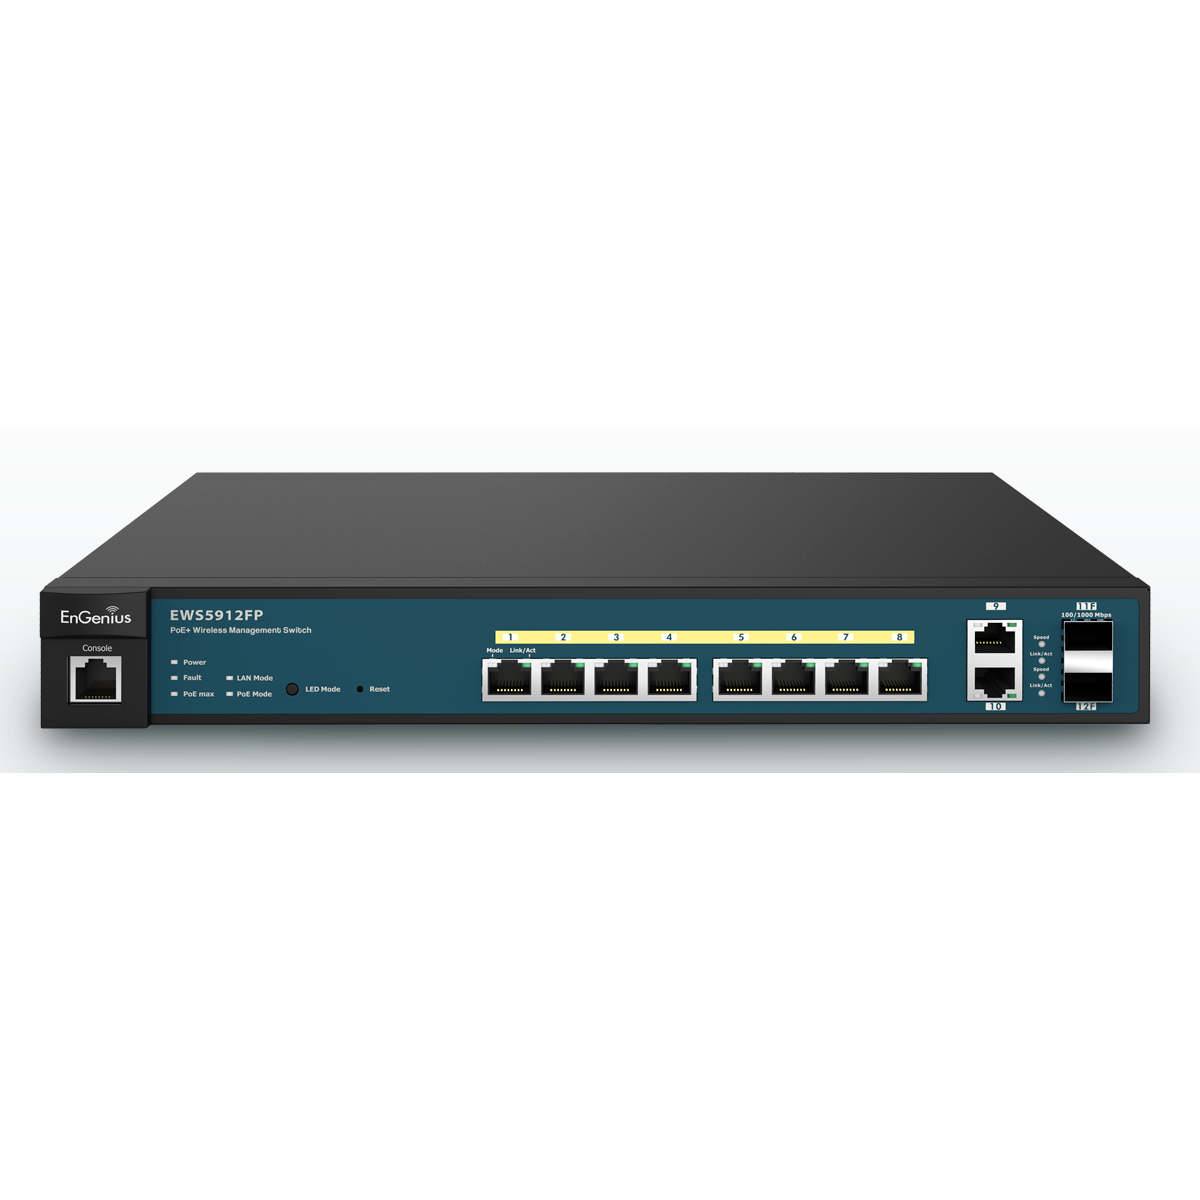 EnGenius
Console
EWS5912FP
PoE+ Wireless Management Switch
Power
Fault
LAN Mode
PoE max
PoE Mode
LED Mode
Reset
1 2 3 4 5 6 7 8
Mode Link/Act
9
10
Speed
Link/Act
Speed
Link/Act
11F
100/1000 Mbps
12F